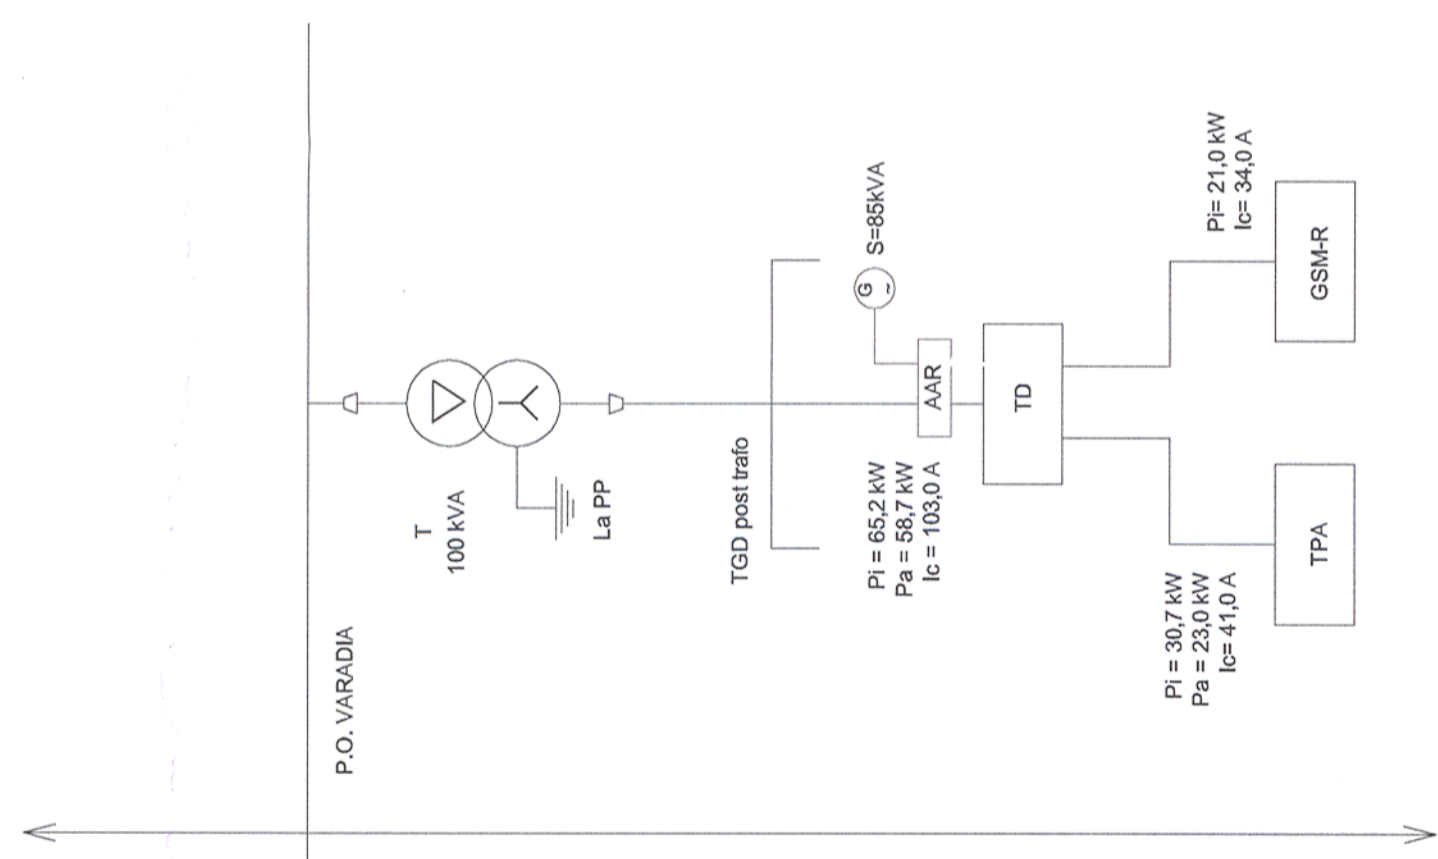 P.O. VARADIA
T
100 kVA
La PP
TGD post trafo
G
~
S=85kVA
AAR
Pi = 65,2 kW
Pa = 58,7 kW
Ic = 103,0 A
TD
Pi = 30,7 kW
Pa = 23,0 kW
Ic= 41,0 A
TPA
Pi= 21,0 kW
Ic= 34,0 A
GSM-R